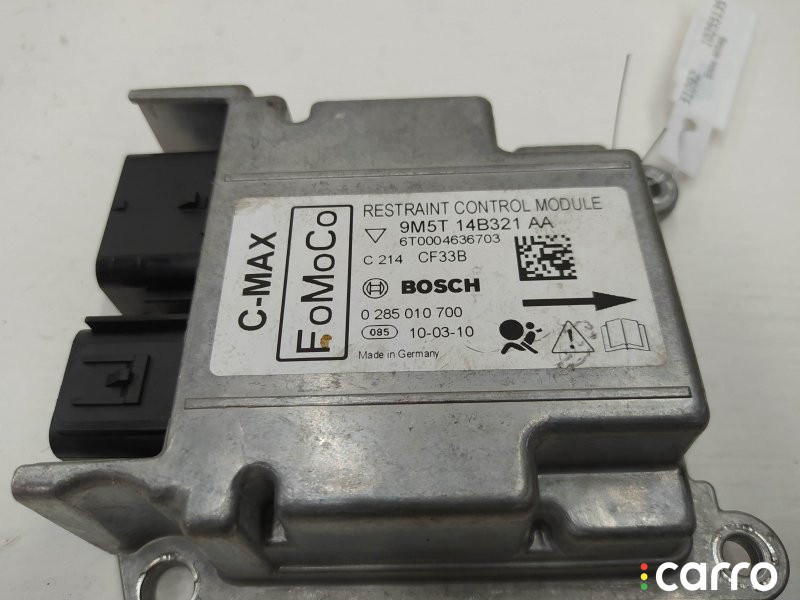 C-MAX
FoMoCo
RESTRAINT CONTROL MODULE
9M5T 14B321 AA
6T0004636703
C 214 CF33B
BOSCH
0 285 010 700
095 10-03-10
Made in Germany
carro